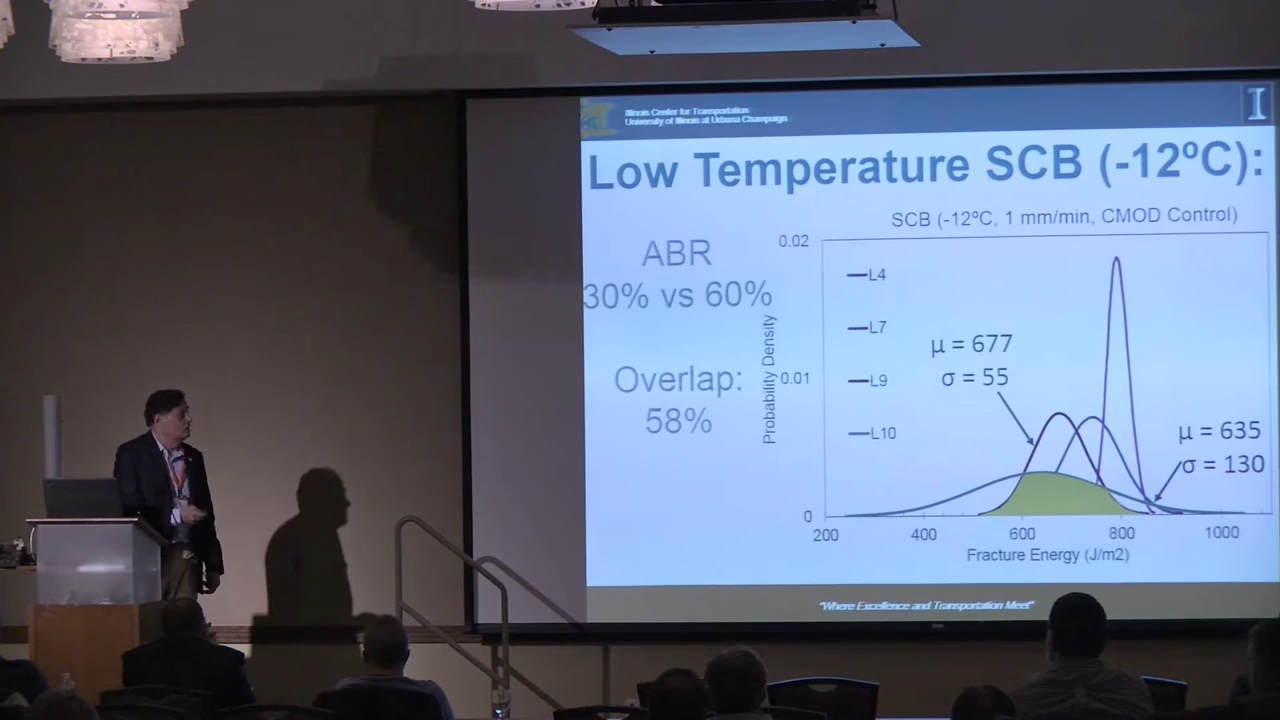 Illinois Center for Transportation
University of Illinois at Urbana Champaign
I
Low Temperature SCB (-12ºC):
ABR
30% vs 60%
Overlap:
58%
SCB (-12ºC, 1 mm/min, CMOD Control)
0.02
0.01
0
Probability Density
L4
L7
L9
L10
µ = 677
σ = 55
µ = 635
σ = 130
200
400
600
800
1000
Fracture Energy (J/m2)
"Where Excellence and Transportation Meet"